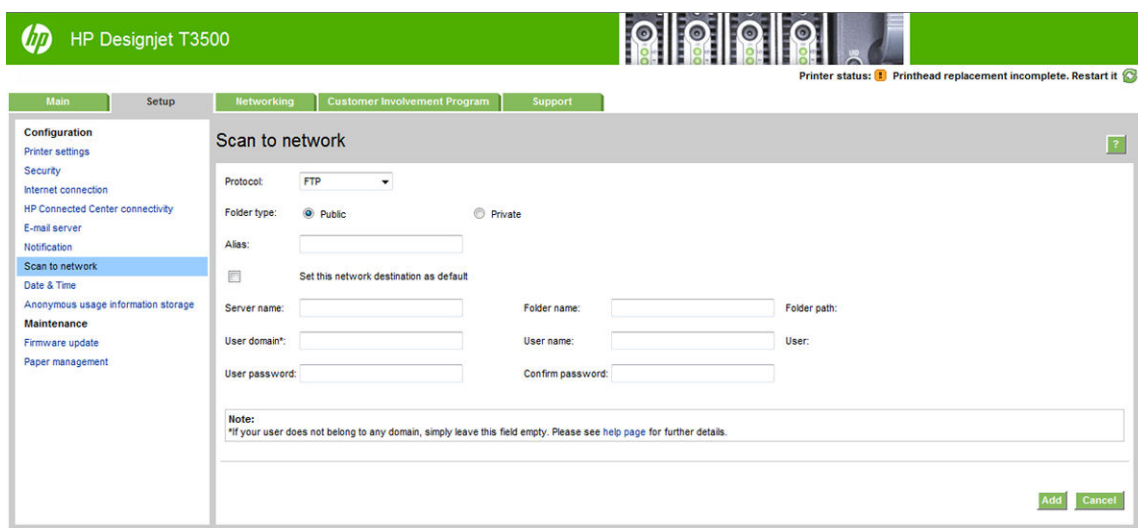 hp HP Designjet T3500
Printer status: ! Printhead replacement incomplete. Restart it
Main Setup Networking Customer Involvement Program Support
Configuration
Printer settings
Security
Internet connection
HP Connected Center connectivity
E-mail server
Notification
Scan to network
Date & Time
Anonymous usage information storage
Maintenance
Firmware update
Paper management
Scan to network ?
Protocol: FTP
Folder type: Public Private
Alias:
Set this network destination as default
Server name: Folder name: Folder path:
User domain*: User name: User:
User password: Confirm password:
Note:
*If your user does not belong to any domain, simply leave this field empty. Please see help page for further details.
Add Cancel